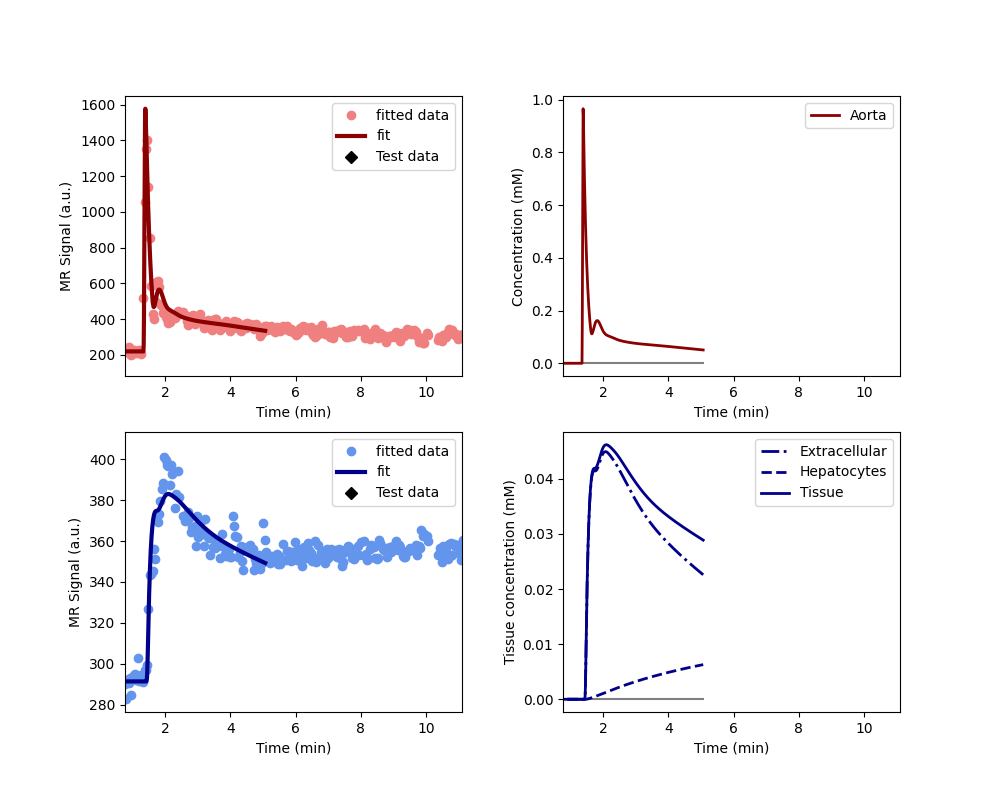 1600
1400
1200
1000
800
600
400
200
2
4
6
8
10
MR Signal (a.u.)
Time (min)
fitted data
fit
Test data
1.0
0.8
0.6
0.4
0.2
0.0
2
4
6
8
10
Concentration (mM)
Time (min)
Aorta
400
380
360
340
320
300
280
2
4
6
8
10
MR Signal (a.u.)
Time (min)
fitted data
fit
Test data
0.04
0.03
0.02
0.01
0.00
2
4
6
8
10
Tissue concentration (mM)
Time (min)
Extracellular
Hepatocytes
Tissue